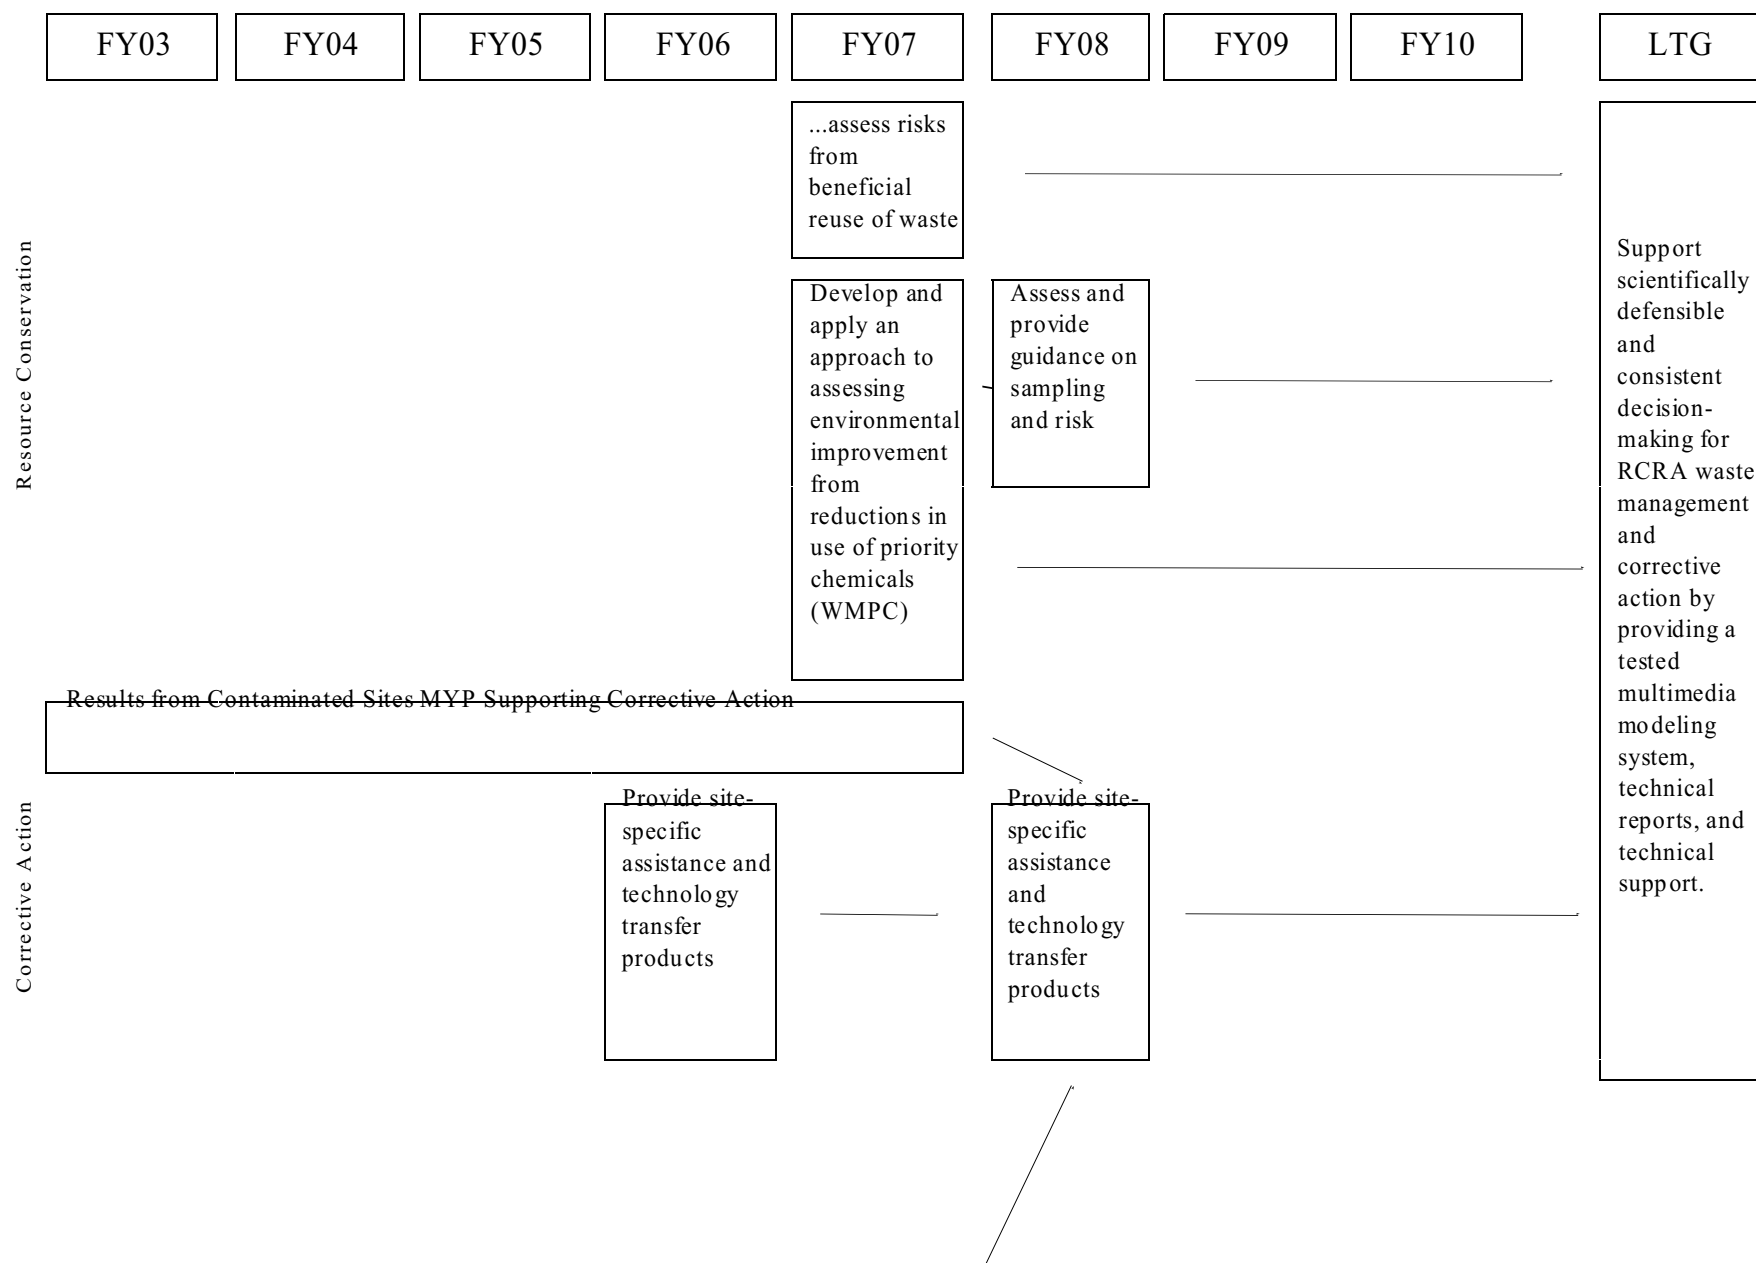 FY03 FY04 FY05 FY06 FY07 FY08 FY09 FY10 LTG
Resource Conservation
...assess risks
from
beneficial
reuse of waste
Develop and
apply an
approach to
assessing
environmental
improvement
from
reductions in
use of priority
chemicals
(WMPC)
Assess and
provide
guidance on
sampling
and risk
Corrective Action
Results from Contaminated Sites MYP Supporting Corrective Action
Provide site-
specific
assistance and
technology
transfer
products
Provide site-
specific
assistance
and
technology
transfer
products
Support
scientifically
defensible
and
consistent
decision-
making for
RCRA waste
management
and
corrective
action by
providing a
tested
multimedia
modeling
system,
technical
reports, and
technical
support.